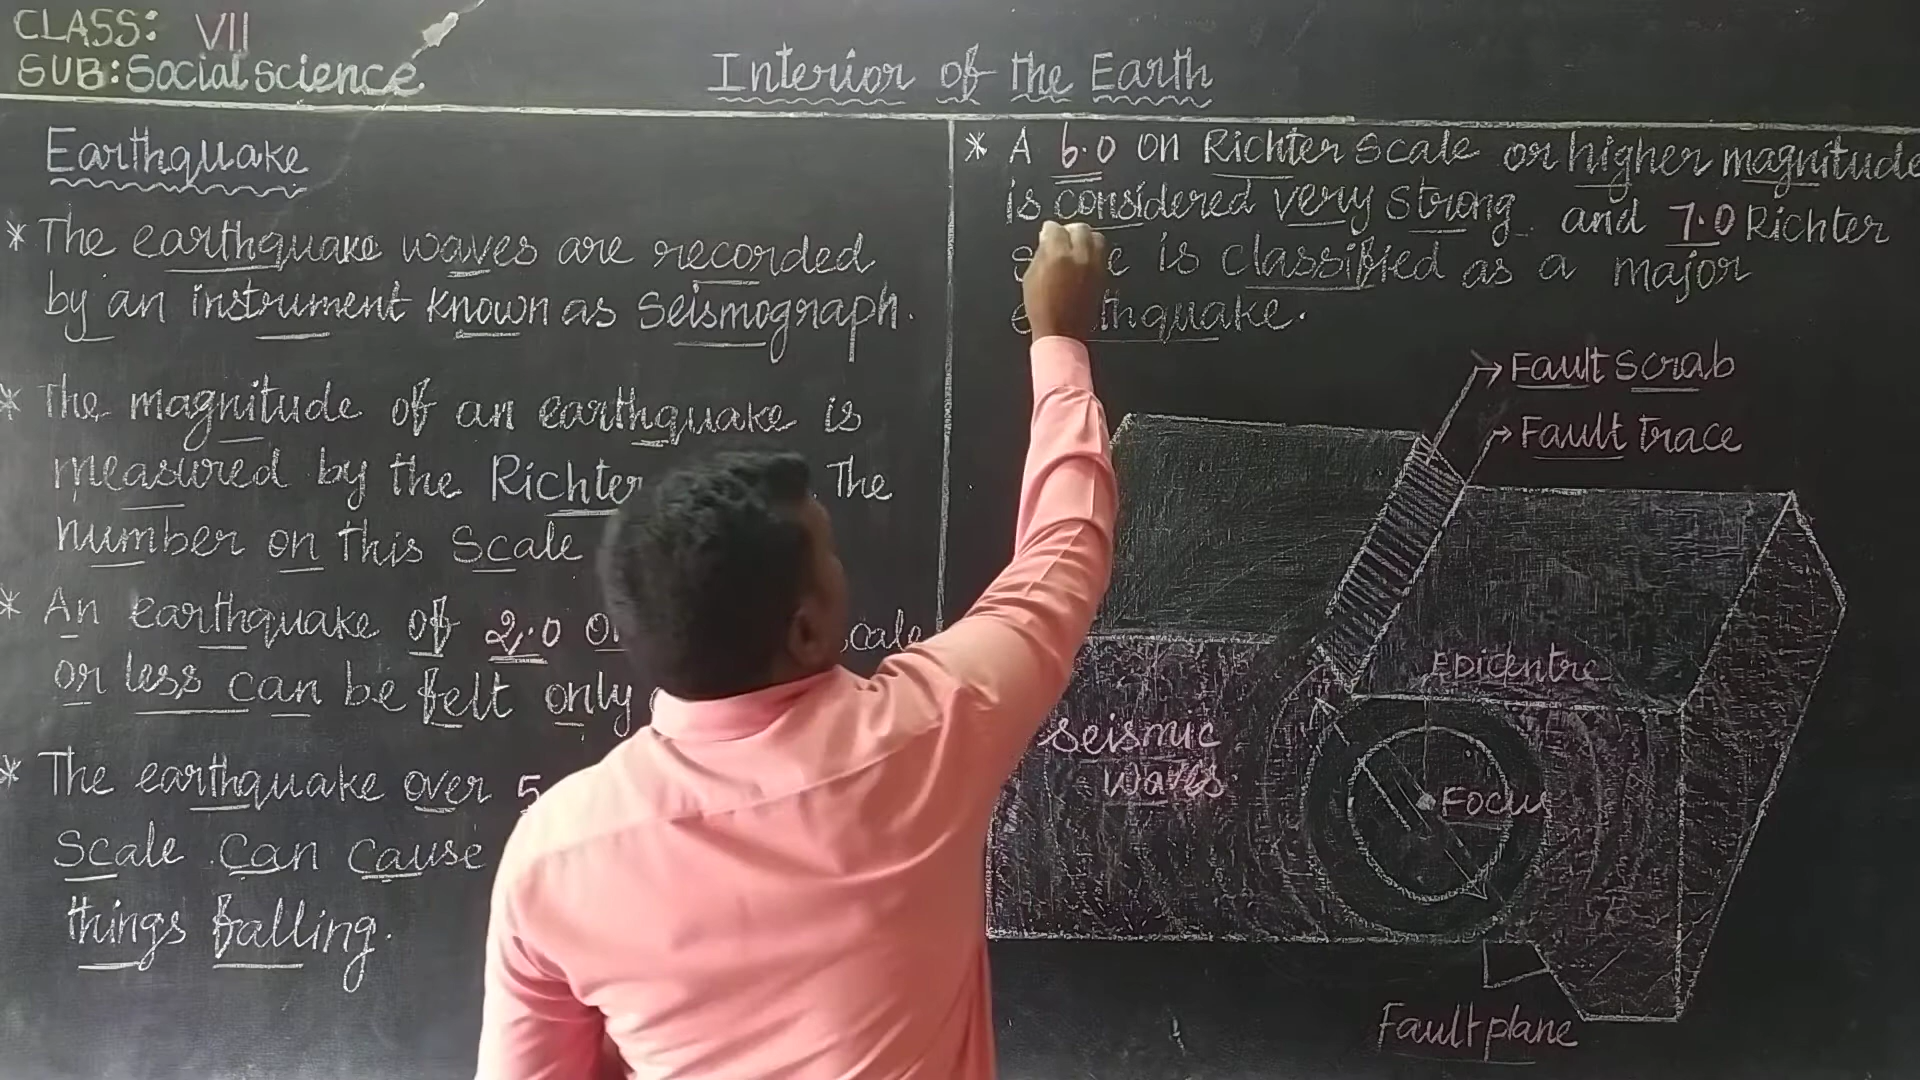 CLASS: VII
SUB: Social science
Interior of the Earth
Earthquake
* The earthquake waves are recorded
by an instrument known as Seismograph.
* The magnitude of an earthquake is
measured by the Richter . The
number on this Scale
* An earthquake of 2.0 scale
or less can be felt only
* The earthquake over 5
Scale can cause
things falling.
* A 6.0 on Richter Scale or higher magnitude
is considered very strong and 7.0 Richter
is classified as a major
Fault Scrab
Fault trace
Epicentre
Seismic
waves
Focus
Fault plane